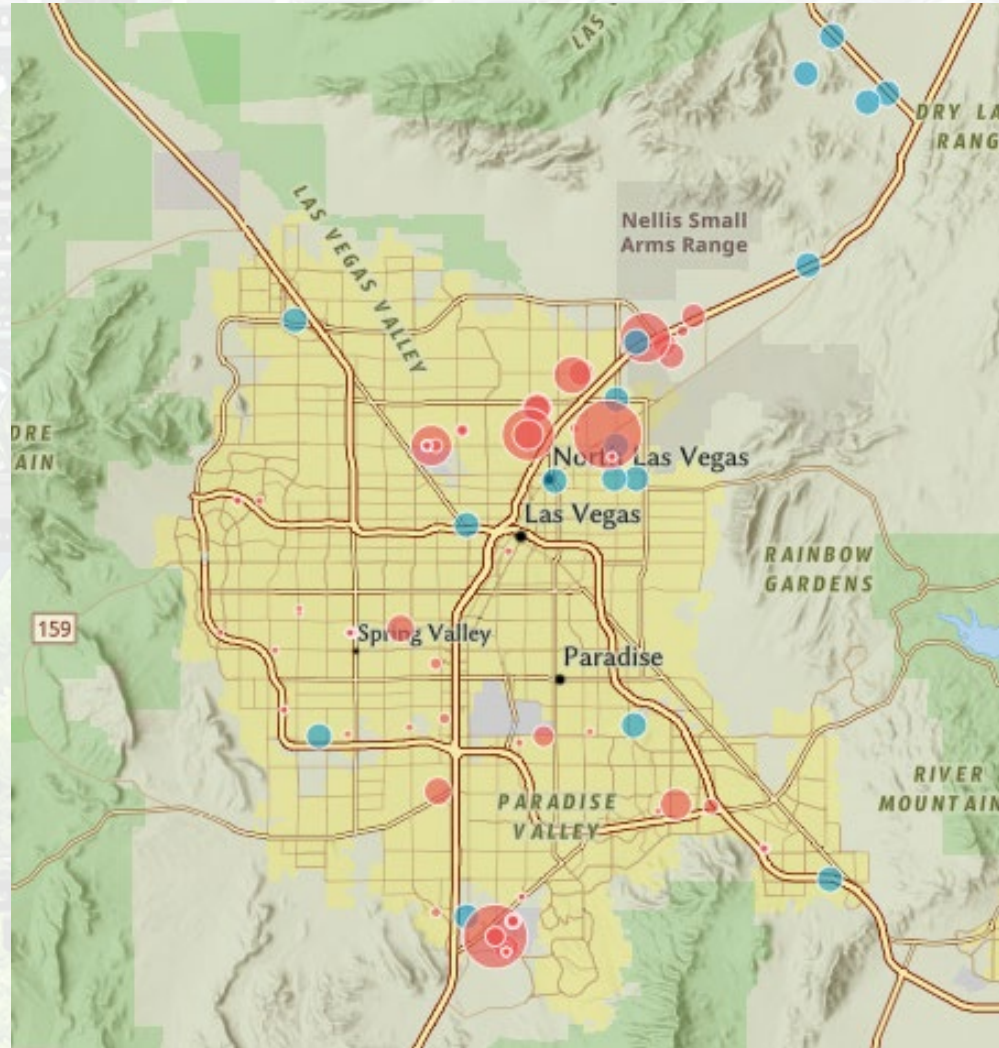 LAS
DRY LA
RANG
Nellis Small
Arms Range
LAS VEGAS VALLEY
DRE
AIN
North Las Vegas
Las Vegas
RAINBOW
GARDENS
159
Spring Valley
Paradise
RIVER
MOUNTAIN
PARADISE
VALLEY